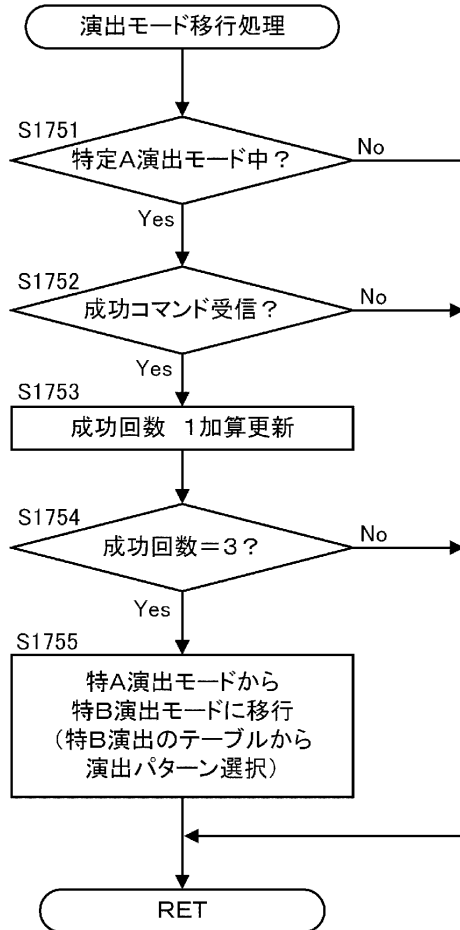 演出モード移行処理
S1751
特定A演出モード中？
No
Yes
S1752
成功コマンド受信？
No
Yes
S1753
成功回数　1加算更新
S1754
成功回数＝3？
No
Yes
S1755
特A演出モードから
特B演出モードに移行
（特B演出のテーブルから
演出パターン選択）
RET